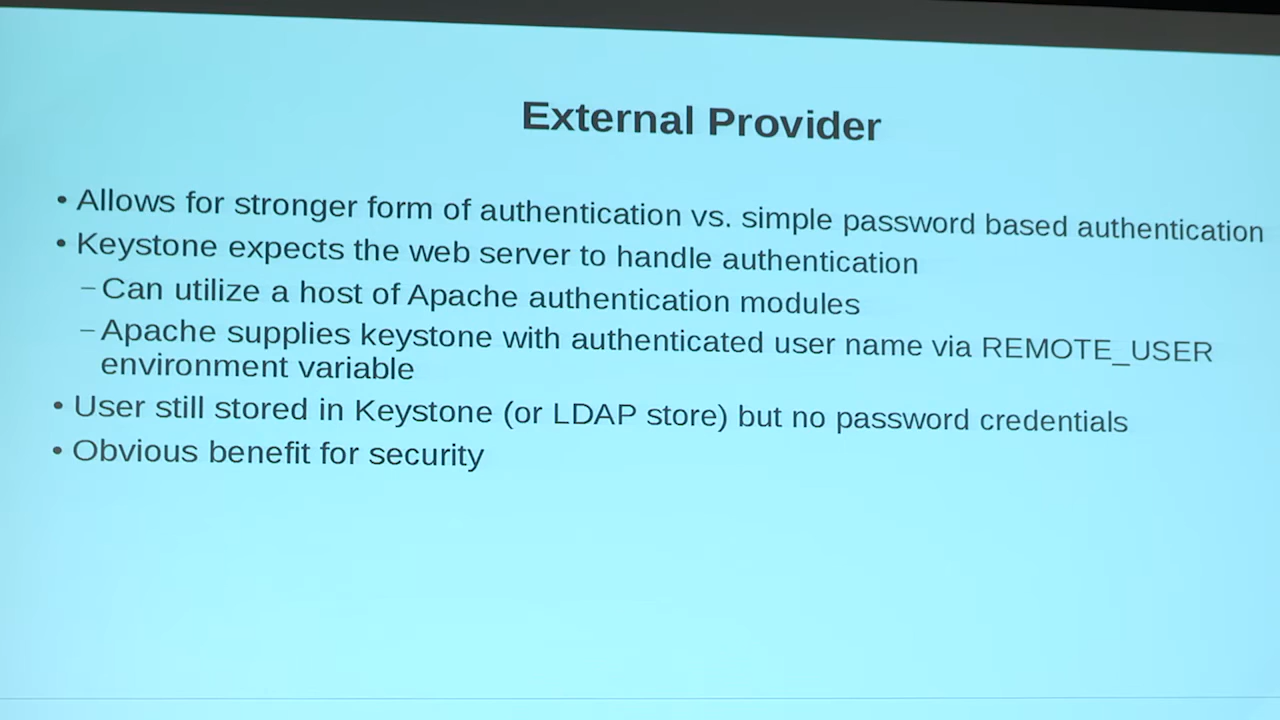 External Provider
• Allows for stronger form of authentication vs. simple password based authentication
• Keystone expects the web server to handle authentication
– Can utilize a host of Apache authentication modules
– Apache supplies keystone with authenticated user name via REMOTE_USER
environment variable
• User still stored in Keystone (or LDAP store) but no password credentials
• Obvious benefit for security